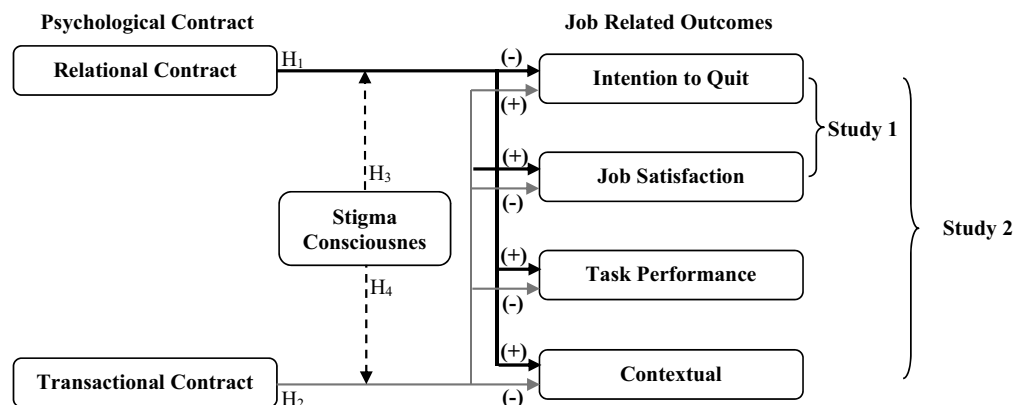 Psychological Contract
Job Related Outcomes
Relational Contract
H1
(-)
Intention to Quit
(+)
Study 1
(+)
Job Satisfaction
(-)
H3
Stigma
Consciousnes
Study 2
(+)
Task Performance
(-)
H4
(+)
Contextual
Transactional Contract
H2
(-)